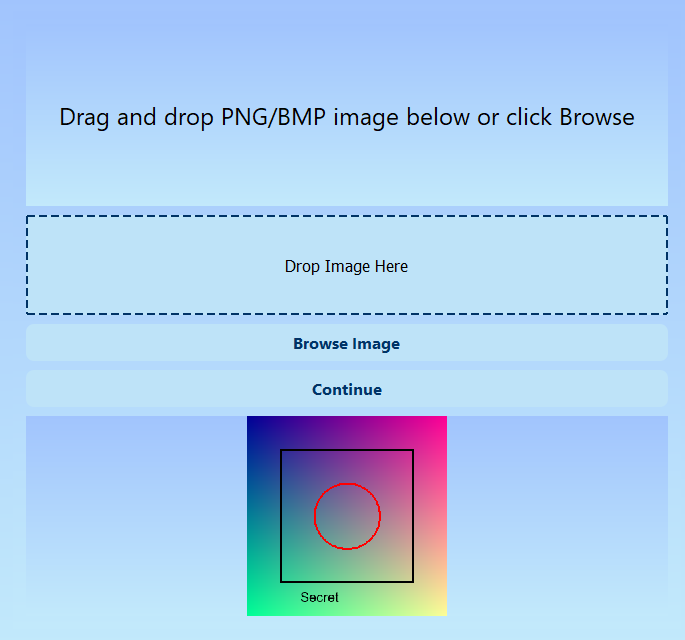 Drag and drop PNG/BMP image below or click Browse
Drop Image Here
Browse Image
Continue
Secret